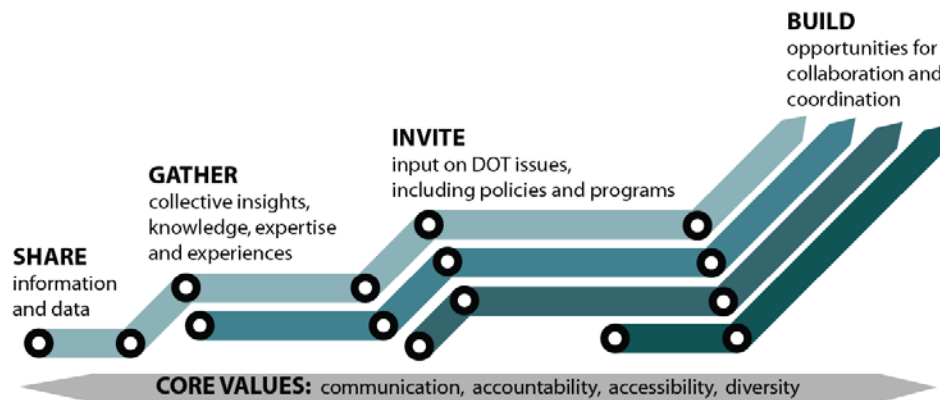 SHARE
information
and data
GATHER
collective insights,
knowledge, expertise
and experiences
INVITE
input on DOT issues,
including policies and programs
BUILD
opportunities for
collaboration and
coordination
CORE VALUES: communication, accountability, accessibility, diversity